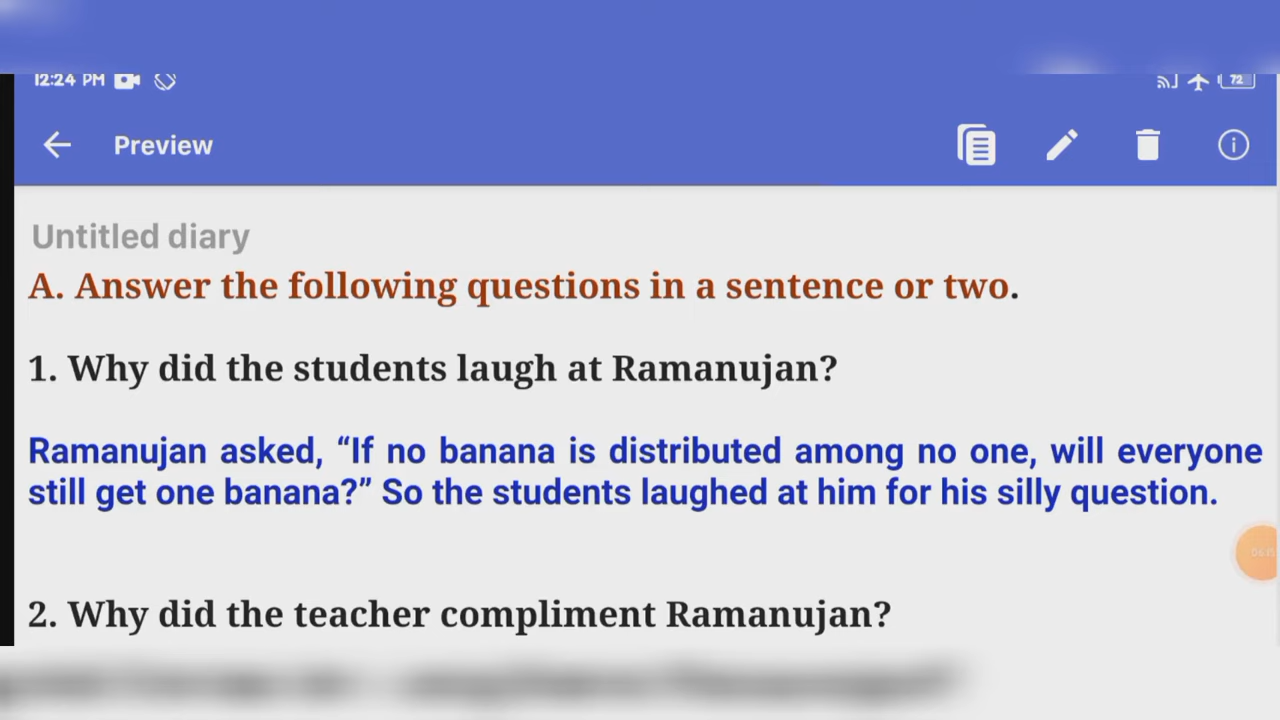 12:24 PM
72
Preview
Untitled diary
A. Answer the following questions in a sentence or two.
1. Why did the students laugh at Ramanujan?
Ramanujan asked, “If no banana is distributed among no one, will everyone
still get one banana?” So the students laughed at him for his silly question.
2. Why did the teacher compliment Ramanujan?